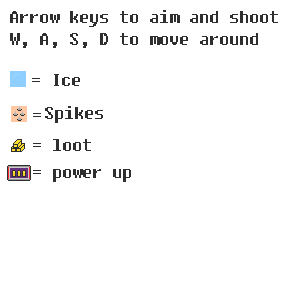 Arrow keys to aim and shoot
W, A, S, D to move around
= Ice
=Spikes
= loot
= power up